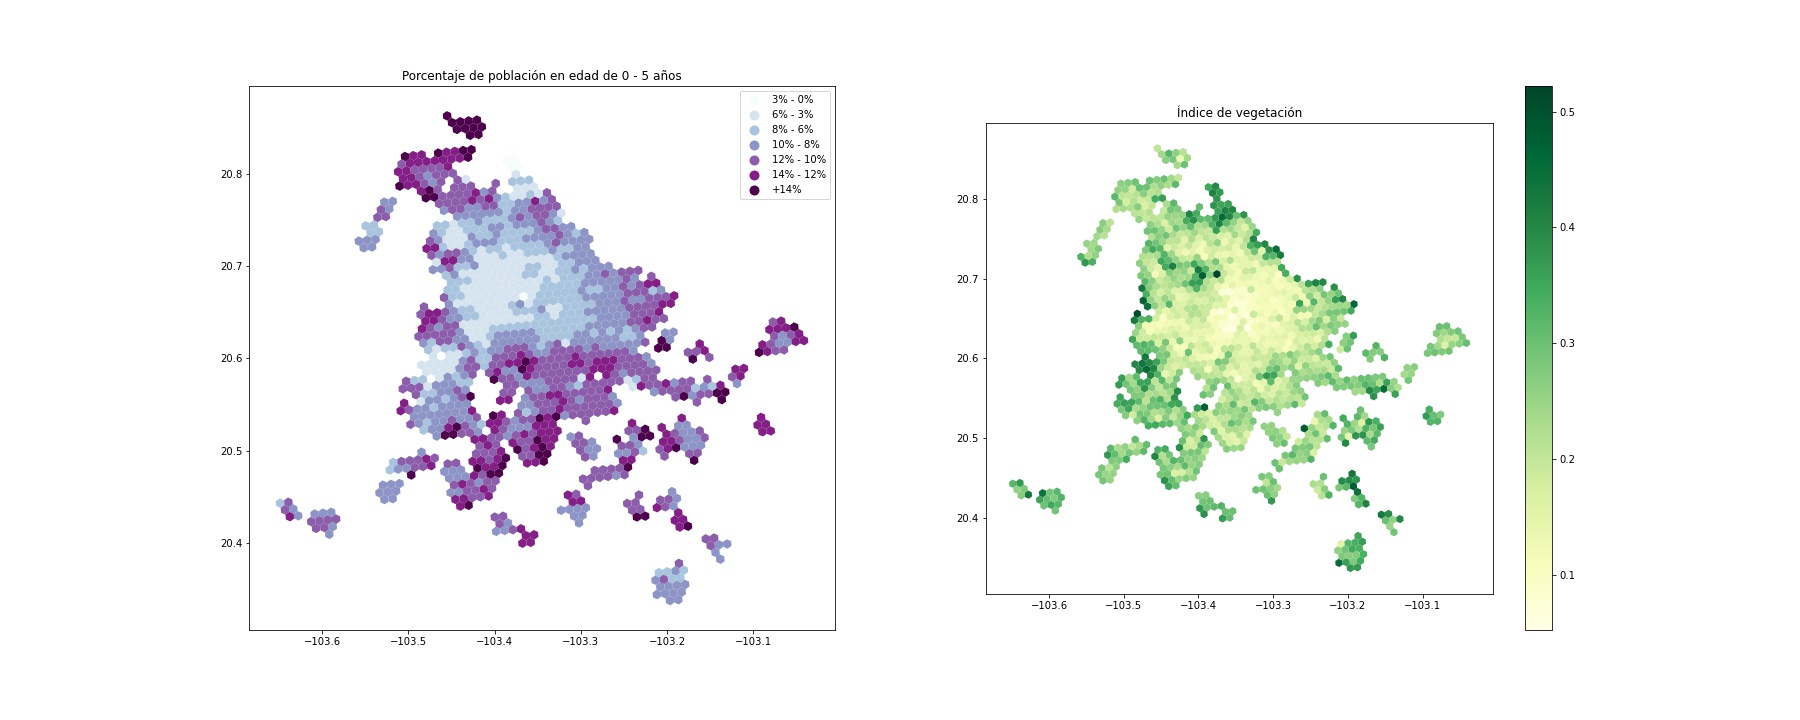 Porcentaje de población en edad de 0 - 5 años
3% - 0%
6% - 3%
8% - 6%
10% - 8%
12% - 10%
14% - 12%
+14%
20.8
20.7
20.6
20.5
20.4
−103.6 −103.5 −103.4 −103.3 −103.2 −103.1
Índice de vegetación
20.8
20.7
20.6
20.5
20.4
−103.6 −103.5 −103.4 −103.3 −103.2 −103.1
0.5
0.4
0.3
0.2
0.1